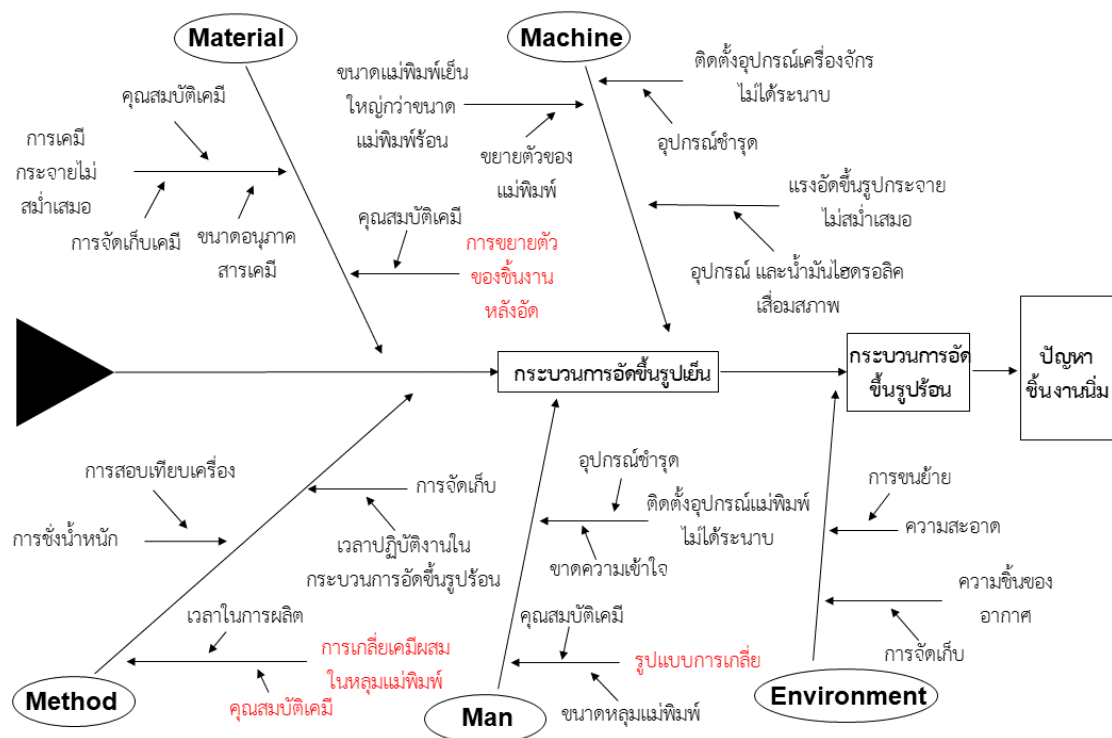 Material
Machine
คุณสมบัติเคมี
การเคมี
กระจายไม่
สม่ำเสมอ
การจัดเก็บเคมี
ขนาดอนุภาค
สารเคมี
คุณสมบัติเคมี
การขยายตัว
ของชิ้นงาน
หลังอัด
ขนาดแม่พิมพ์เย็น
ใหญ่กว่าขนาด
แม่พิมพ์ร้อน
ขยายตัวของ
แม่พิมพ์
ติดตั้งอุปกรณ์เครื่องจักร
ไม่ได้ระนาบ
อุปกรณ์ชำรุด
แรงอัดขึ้นรูปกระจาย
ไม่สม่ำเสมอ
อุปกรณ์ และน้ำมันไฮดรอลิค
เสื่อมสภาพ
กระบวนการอัดขึ้นรูปเย็น
กระบวนการอัด
ขึ้นรูปร้อน
ปัญหา
ชิ้นงานนิ่ม
การสอบเทียบเครื่อง
การชั่งน้ำหนัก
การจัดเก็บ
เวลาปฏิบัติงานใน
กระบวนการอัดขึ้นรูปร้อน
เวลาในการผลิต
การเกลี่ยเคมีผสม
ในหลุมแม่พิมพ์
คุณสมบัติเคมี
Method
อุปกรณ์ชำรุด
ติดตั้งอุปกรณ์แม่พิมพ์
ไม่ได้ระนาบ
ขาดความเข้าใจ
คุณสมบัติเคมี
รูปแบบการเกลี่ย
ขนาดหลุมแม่พิมพ์
Man
การขนย้าย
ความสะอาด
ความชิ้นของ
อากาศ
การจัดเก็บ
Environment